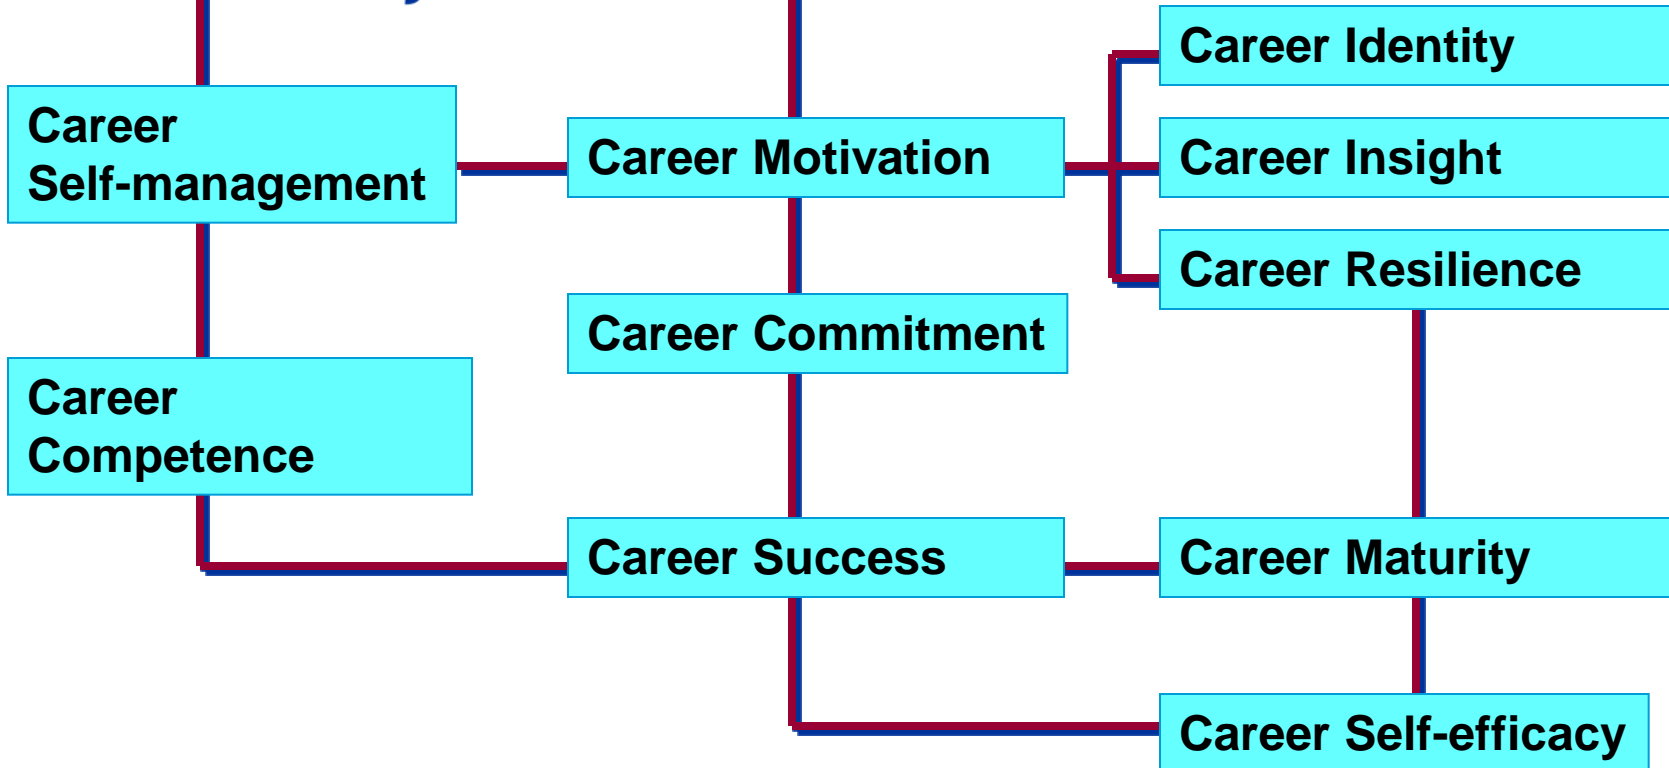 Career Identity
Career
Self-management
Career Motivation
Career Insight
Career Resilience
Career Commitment
Career
Competence
Career Success
Career Maturity
Career Self-efficacy